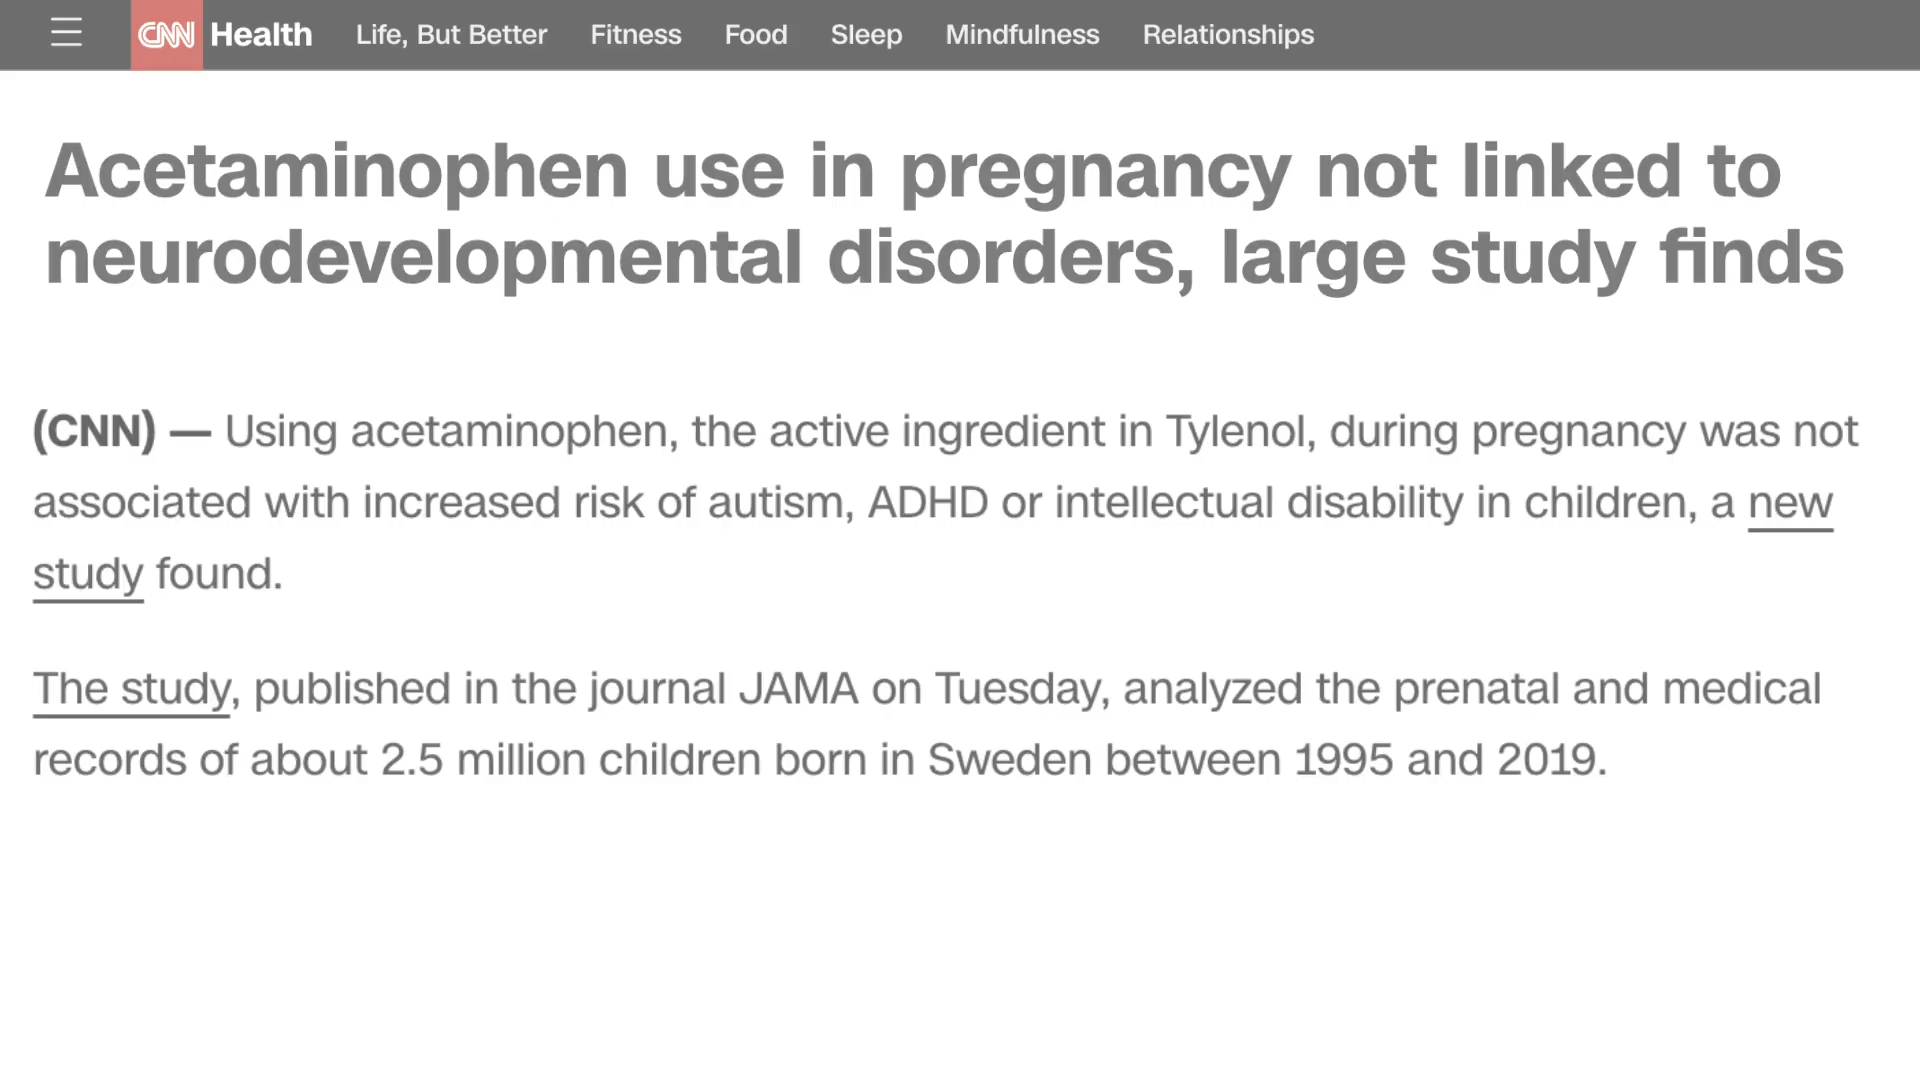 CNN Health Life, But Better Fitness Food Sleep Mindfulness Relationships
Acetaminophen use in pregnancy not linked to
neurodevelopmental disorders, large study finds
(CNN) — Using acetaminophen, the active ingredient in Tylenol, during pregnancy was not
associated with increased risk of autism, ADHD or intellectual disability in children, a new
study found.
The study, published in the journal JAMA on Tuesday, analyzed the prenatal and medical
records of about 2.5 million children born in Sweden between 1995 and 2019.